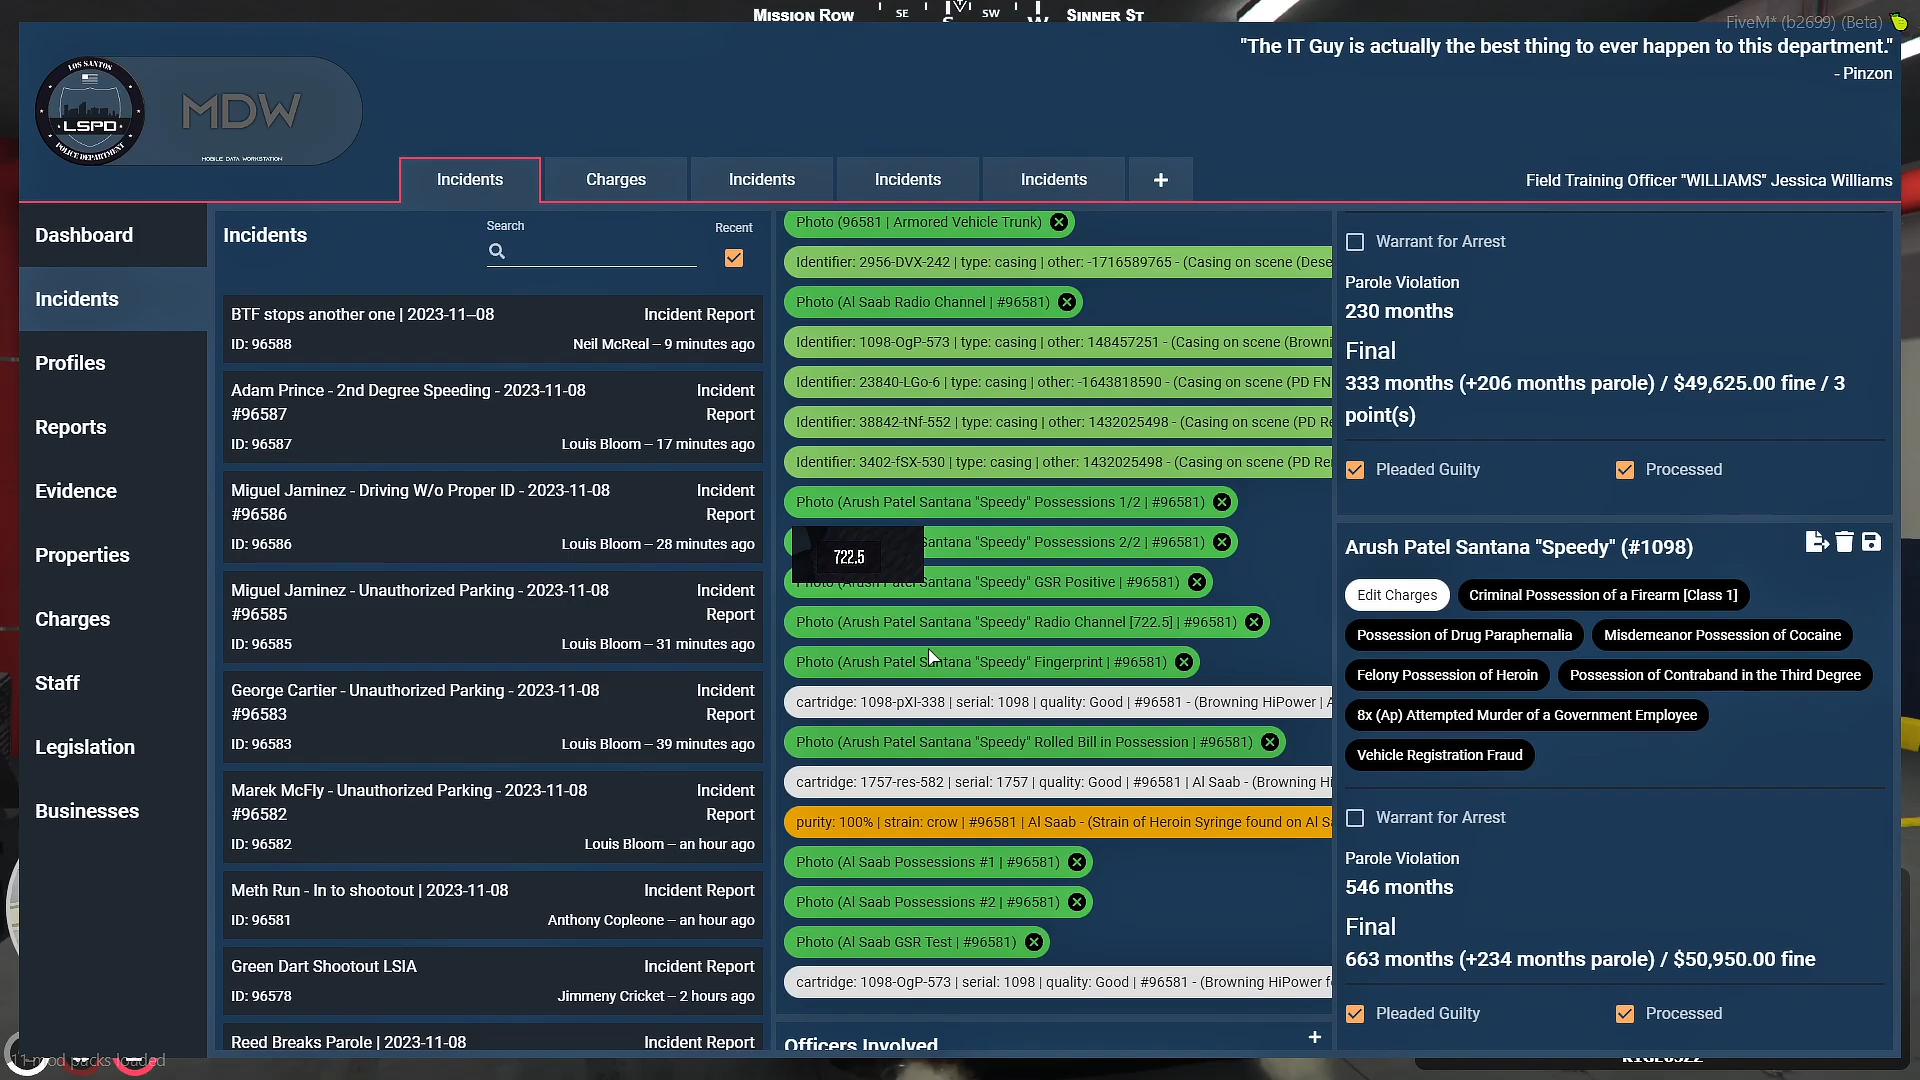 Mission Row
SE
SW
Sinner St
FiveM* (b2699) (Beta)
"The IT Guy is actually the best thing to ever happen to this department."
- Pinzon
LOS SANTOS
LSPD
POLICE DEPARTMENT
MDW
MOBILE DATA WORKSTATION
Incidents
Charges
Incidents
Incidents
Incidents
+
Field Training Officer "WILLIAMS" Jessica Williams
Dashboard
Incidents
Profiles
Reports
Evidence
Properties
Charges
Staff
Legislation
Businesses
Incidents
Search
Recent
BTF stops another one | 2023-11--08
Incident Report
ID: 96588
Neil McReal – 9 minutes ago
Adam Prince - 2nd Degree Speeding - 2023-11-08
#96587
Incident
Report
ID: 96587
Louis Bloom – 17 minutes ago
Miguel Jaminez - Driving W/o Proper ID - 2023-11-08
#96586
Incident
Report
ID: 96586
Louis Bloom – 28 minutes ago
Miguel Jaminez - Unauthorized Parking - 2023-11-08
#96585
Incident
Report
ID: 96585
Louis Bloom – 31 minutes ago
George Cartier - Unauthorized Parking - 2023-11-08
#96583
Incident
Report
ID: 96583
Louis Bloom – 39 minutes ago
Marek McFly - Unauthorized Parking - 2023-11-08
#96582
Incident
Report
ID: 96582
Louis Bloom – an hour ago
Meth Run - In to shootout | 2023-11-08
Incident Report
ID: 96581
Anthony Copleone – an hour ago
Green Dart Shootout LSIA
Incident Report
ID: 96578
Jimmeny Cricket – 2 hours ago
Reed Breaks Parole | 2023-11-08
Incident Report
Photo (96581 | Armored Vehicle Trunk)
Identifier: 2956-DVX-242 | type: casing | other: -1716589765 - (Casing on scene (Dese
Photo (Al Saab Radio Channel | #96581)
Identifier: 1098-OgP-573 | type: casing | other: 148457251 - (Casing on scene (Browni
Identifier: 23840-LGo-6 | type: casing | other: -1643818590 - (Casing on scene (PD FN
Identifier: 38842-tNf-552 | type: casing | other: 1432025498 - (Casing on scene (PD Re
Identifier: 3402-fSX-530 | type: casing | other: 1432025498 - (Casing on scene (PD Re
Photo (Arush Patel Santana "Speedy" Possessions 1/2 | #96581)
Santana "Speedy" Possessions 2/2 | #96581)
722.5
Photo (Arush Patel Santana "Speedy" GSR Positive | #96581)
Photo (Arush Patel Santana "Speedy" Radio Channel [722.5] | #96581)
Photo (Arush Patel Santana "Speedy" Fingerprint | #96581)
cartridge: 1098-pXI-338 | serial: 1098 | quality: Good | #96581 - (Browning HiPower | A
Photo (Arush Patel Santana "Speedy" Rolled Bill in Possession | #96581)
cartridge: 1757-res-582 | serial: 1757 | quality: Good | #96581 | Al Saab - (Browning Hi
purity: 100% | strain: crow | #96581 | Al Saab - (Strain of Heroin Syringe found on Al S
Photo (Al Saab Possessions #1 | #96581)
Photo (Al Saab Possessions #2 | #96581)
Photo (Al Saab GSR Test | #96581)
cartridge: 1098-OgP-573 | serial: 1098 | quality: Good | #96581 - (Browning HiPower f
Officers Involved
+
Warrant for Arrest
Parole Violation
230 months
Final
333 months (+206 months parole) / $49,625.00 fine / 3
point(s)
Pleaded Guilty
Processed
Arush Patel Santana "Speedy" (#1098)
Edit Charges
Criminal Possession of a Firearm [Class 1]
Possession of Drug Paraphernalia
Misdemeanor Possession of Cocaine
Felony Possession of Heroin
Possession of Contraband in the Third Degree
8x (Ap) Attempted Murder of a Government Employee
Vehicle Registration Fraud
Warrant for Arrest
Parole Violation
546 months
Final
663 months (+234 months parole) / $50,950.00 fine
Pleaded Guilty
Processed
11 mod packs loaded